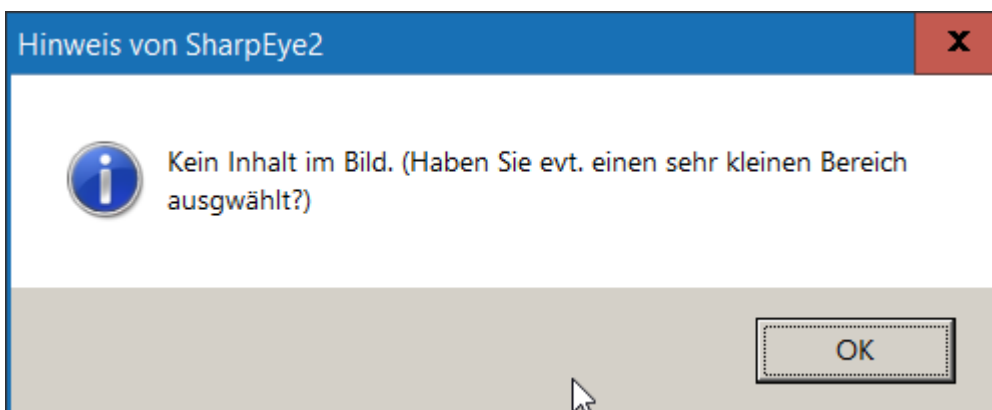 Hinweis von SharpEye2
Kein Inhalt im Bild. (Haben Sie evt. einen sehr kleinen Bereich
ausgwählt?)
OK